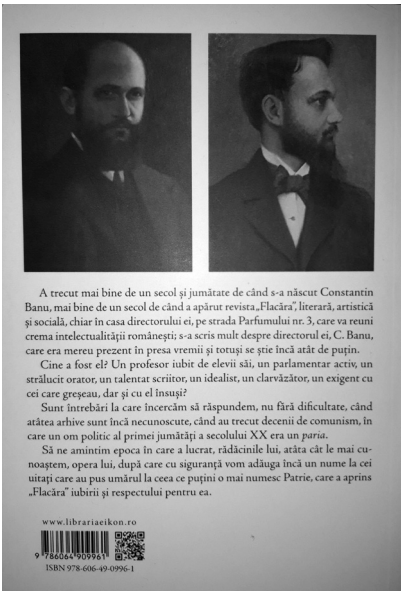 A trecut mai bine de un secol și jumătate de când s-a născut Constantin
Banu, mai bine de un secol de când a apărut revista „Flacăra”, literară, artistică
și socială, chiar în casa directorului ei, pe strada Parfumului nr. 3, care va reuni
crema intelectualității românești; s-a scris mult despre directorul ei, C. Banu,
care era mereu prezent în presa vremii și totuși se știe încă atât de puțin.
Cine a fost el? Un profesor iubit de elevii săi, un parlamentar activ, un
strălucit orator, un talentat scriitor, un idealist, un clarvăzător, un exigent cu
cei care greșeau, dar și cu el însuși?
Sunt întrebări la care încercăm să răspundem, nu fără dificultate, când
atâtea arhive sunt încă necunoscute, când au trecut decenii de comunism, în
care un om politic al primei jumătăți a secolului XX era un paria.
Să ne amintim epoca în care a lucrat, rădăcinile lui, atâta cât le mai cu-
noaștem, opera lui, după care cu siguranță vom adăuga încă un nume la cei
uitați care au pus umărul la ceea ce puțini o mai numesc Patrie, care a aprins
„Flacăra” iubirii și respectului pentru ea.
www.librariaeikon.ro
9 786064 909961
ISBN 978-606-49-0996-1